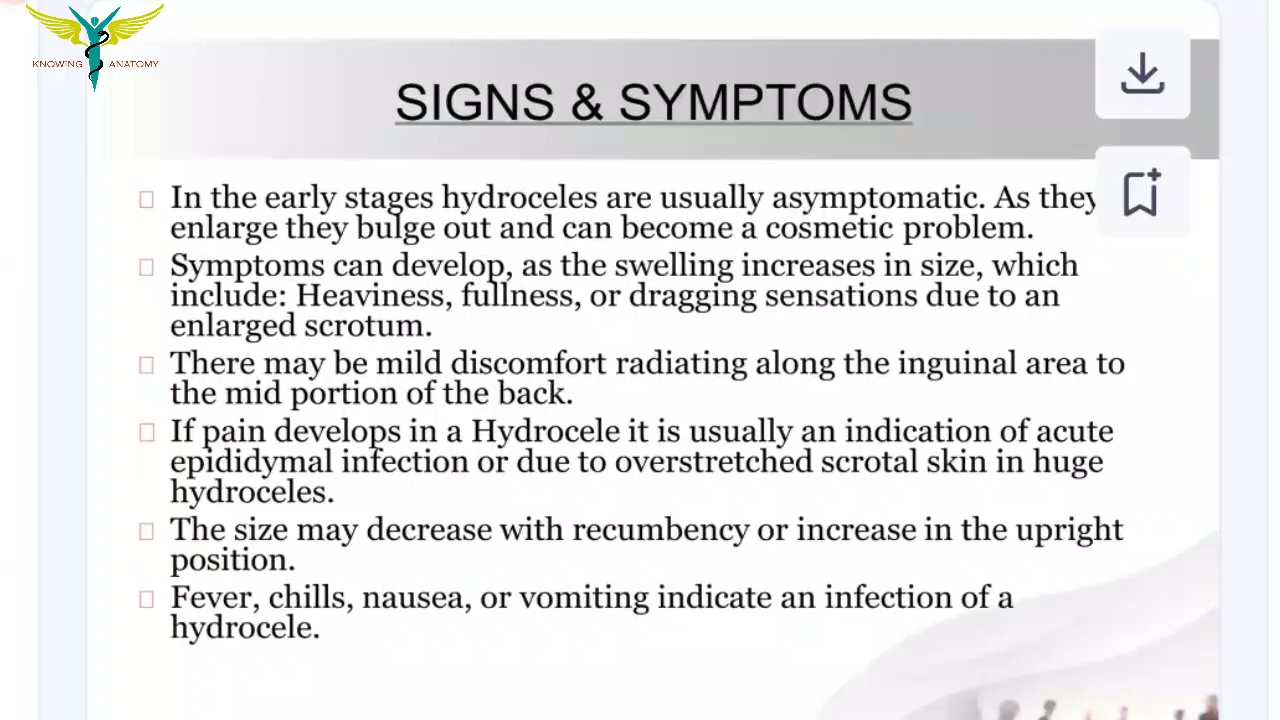 KNOWING ANATOMY
SIGNS & SYMPTOMS
In the early stages hydroceles are usually asymptomatic. As they
enlarge they bulge out and can become a cosmetic problem.
Symptoms can develop, as the swelling increases in size, which
include: Heaviness, fullness, or dragging sensations due to an
enlarged scrotum.
There may be mild discomfort radiating along the inguinal area to
the mid portion of the back.
If pain develops in a Hydrocele it is usually an indication of acute
epididymal infection or due to overstretched scrotal skin in huge
hydroceles.
The size may decrease with recumbency or increase in the upright
position.
Fever, chills, nausea, or vomiting indicate an infection of a
hydrocele.